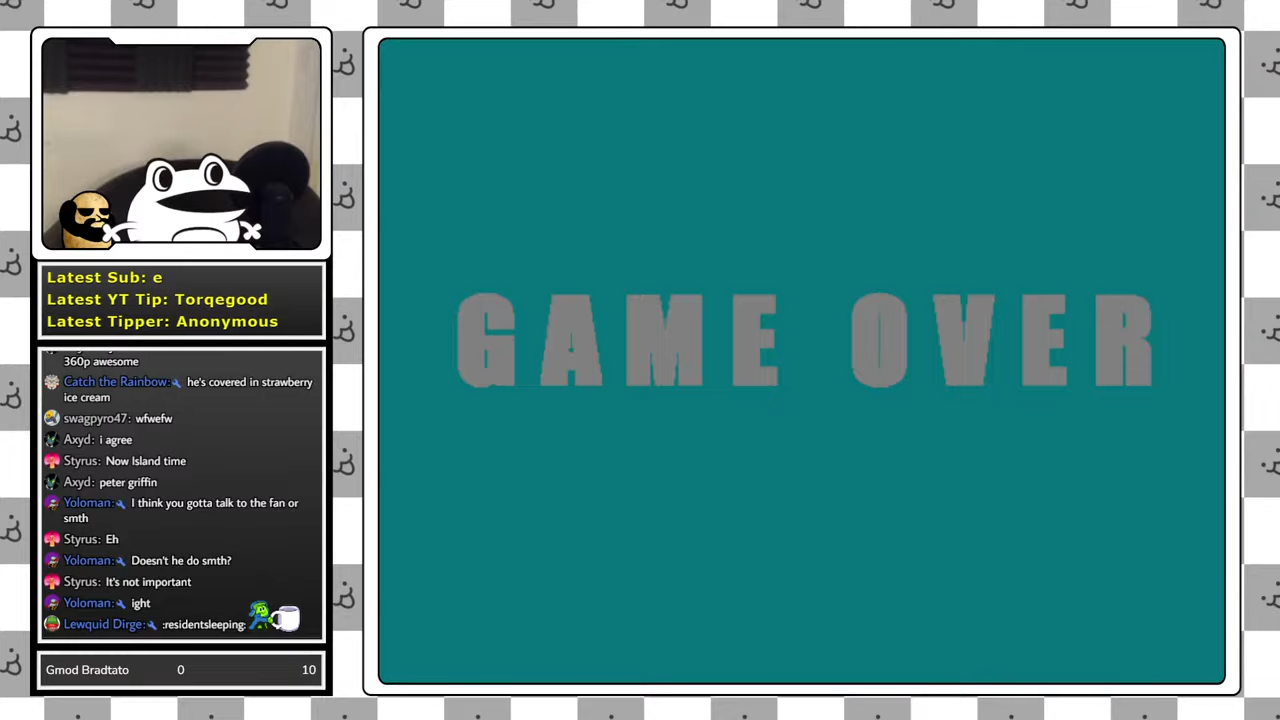 Latest Sub: e
Latest YT Tip: Torqegood
Latest Tipper: Anonymous
360p awesome
Catch the Rainbow: he's covered in strawberry
ice cream
swagpyro47: wfwefw
Axyd: i agree
Styrus: Now Island time
Axyd: peter griffin
Yoloman: I think you gotta talk to the fan or
smth
Styrus: Eh
Yoloman: Doesn't he do smth?
Styrus: It's not important
Yoloman: ight
Lewquid Dirge: :residentsleeping:
Gmod Bradtato 0 10
GAME OVER